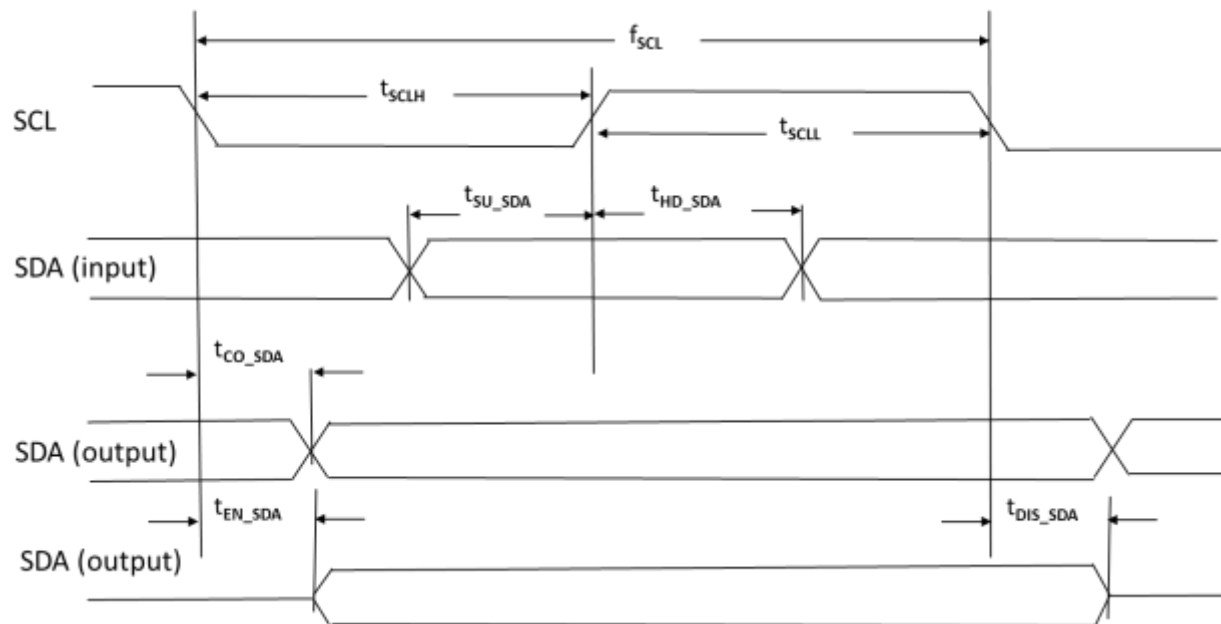 fSCL
tSCLH
SCL
tSCLL
tSU_SDA
tHD_SDA
SDA (input)
tCO_SDA
SDA (output)
tEN_SDA
tDIS_SDA
SDA (output)